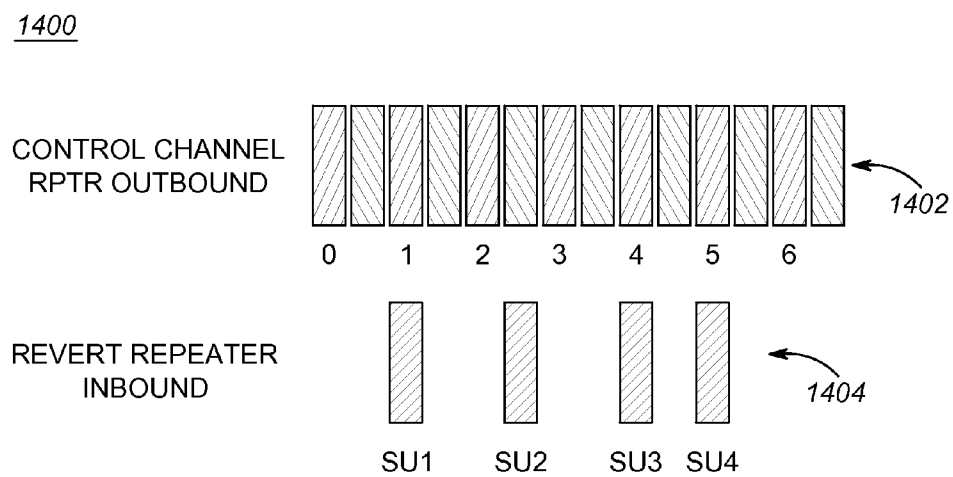 1400
CONTROL CHANNEL
RPTR OUTBOUND
1402
0 1 2 3 4 5 6
REVERT REPEATER
INBOUND
1404
SU1 SU2 SU3 SU4